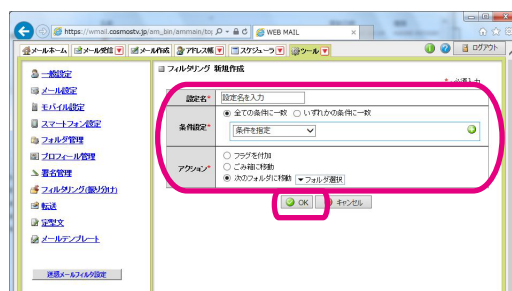 https://wmail.cosmostv.jp/am_bin/ammain/to
WEB MAIL
メールホーム メール受信 メール作成 アドレス帳 スケジューラ ツール ログアウト
フィルタリング 新規作成
一般設定
メール設定
設定名* 設定名を入力
モバイル設定
全ての条件に一致 いずれかの条件に一致
スマートフォン設定
条件設定* 条件を指定
フォルダ管理
プロフィール管理
フラグを付加
署名管理
アクション* ごみ箱に移動
フィルタリング(振り分け)
次のフォルダに移動 ▼フォルダ選択
転送
OK キャンセル
定型文
メールテンプレート
迷惑メールフィルタ設定